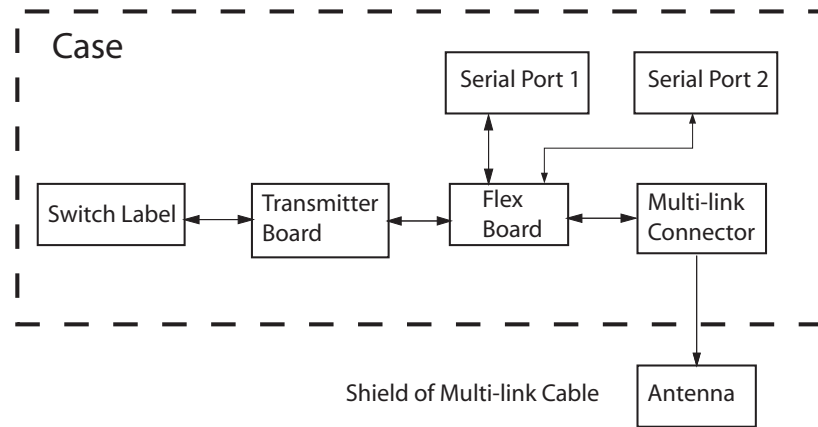 Case
Serial Port 1
Serial Port 2
Switch Label
Transmitter
Board
Flex
Board
Multi-link
Connector
Shield of Multi-link Cable
Antenna